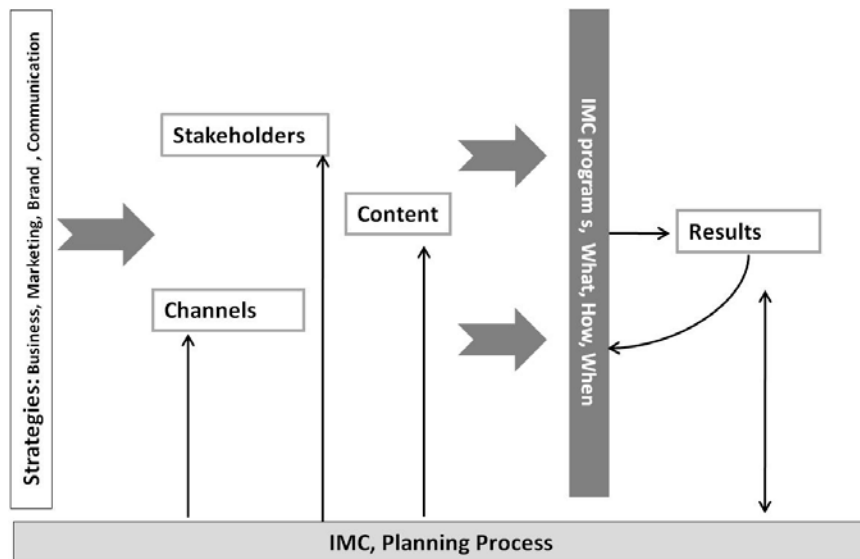 Strategies: Business, Marketing, Brand , Communication
Stakeholders
Content
Channels
IMC program s, What, How, When
Results
IMC, Planning Process